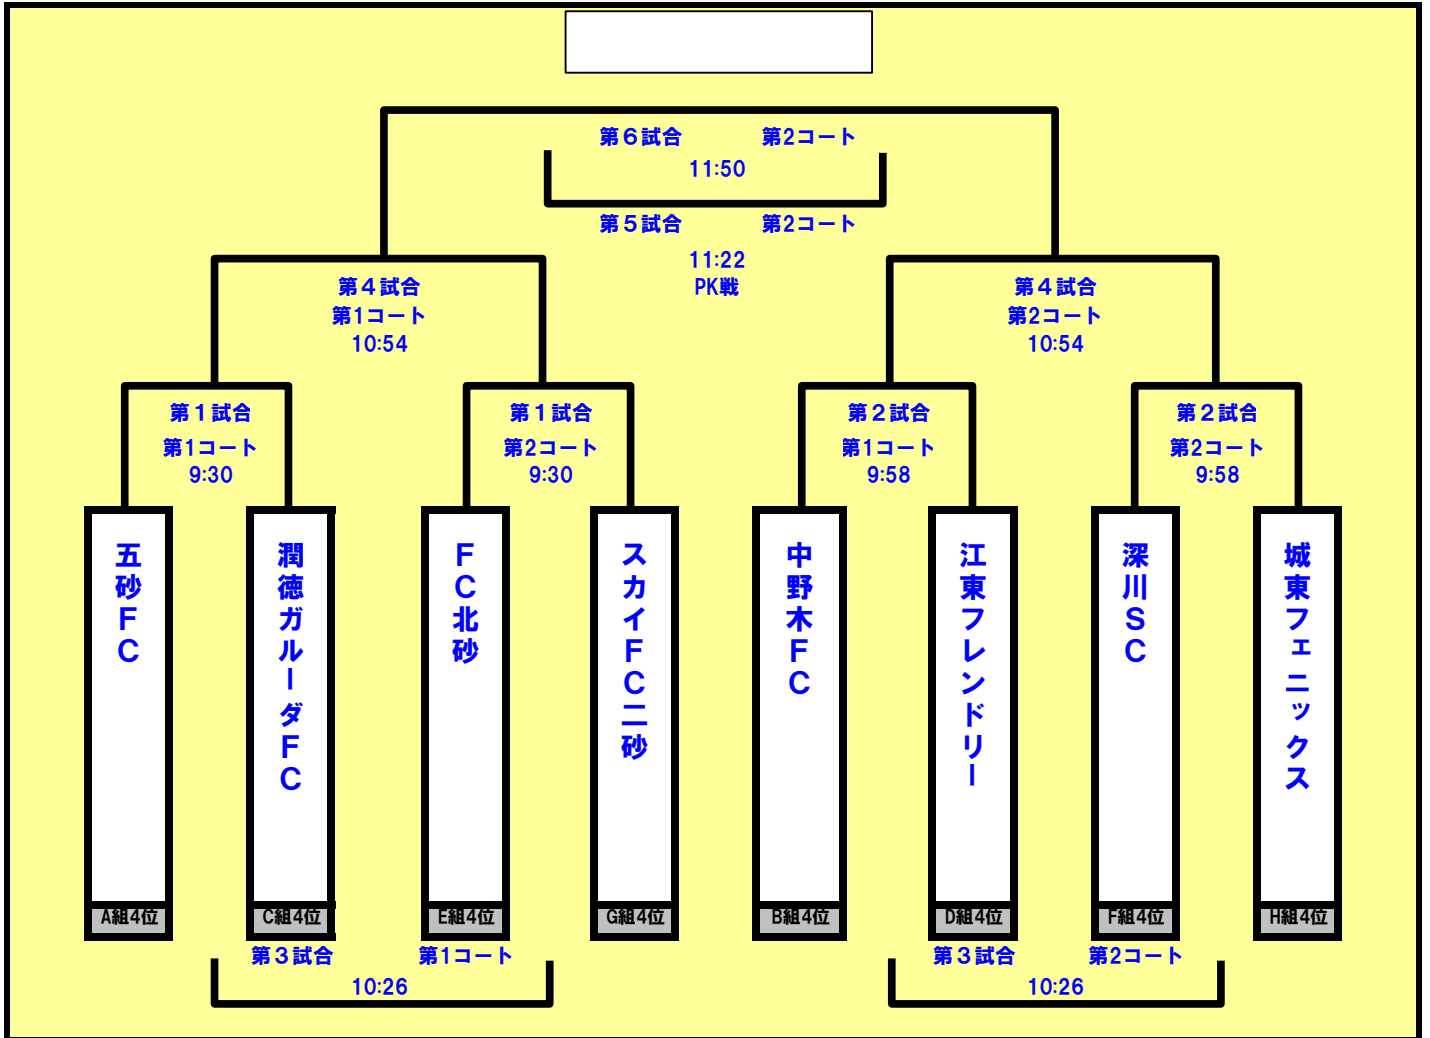 第6試合 第2コート
11:50
第5試合 第2コート
11:22
PK戦
第4試合
第1コート
10:54
第4試合
第2コート
10:54
第1試合
第1コート
9:30
第1試合
第2コート
9:30
第2試合
第1コート
9:58
第2試合
第2コート
9:58
五砂FC
潤徳ガルーダFC
FC北砂
スカイFC二砂
中野木FC
江東フレンドリー
深川SC
城東フェニックス
A組4位
C組4位
E組4位
G組4位
B組4位
D組4位
F組4位
H組4位
第3試合 第1コート
10:26
第3試合 第2コート
10:26